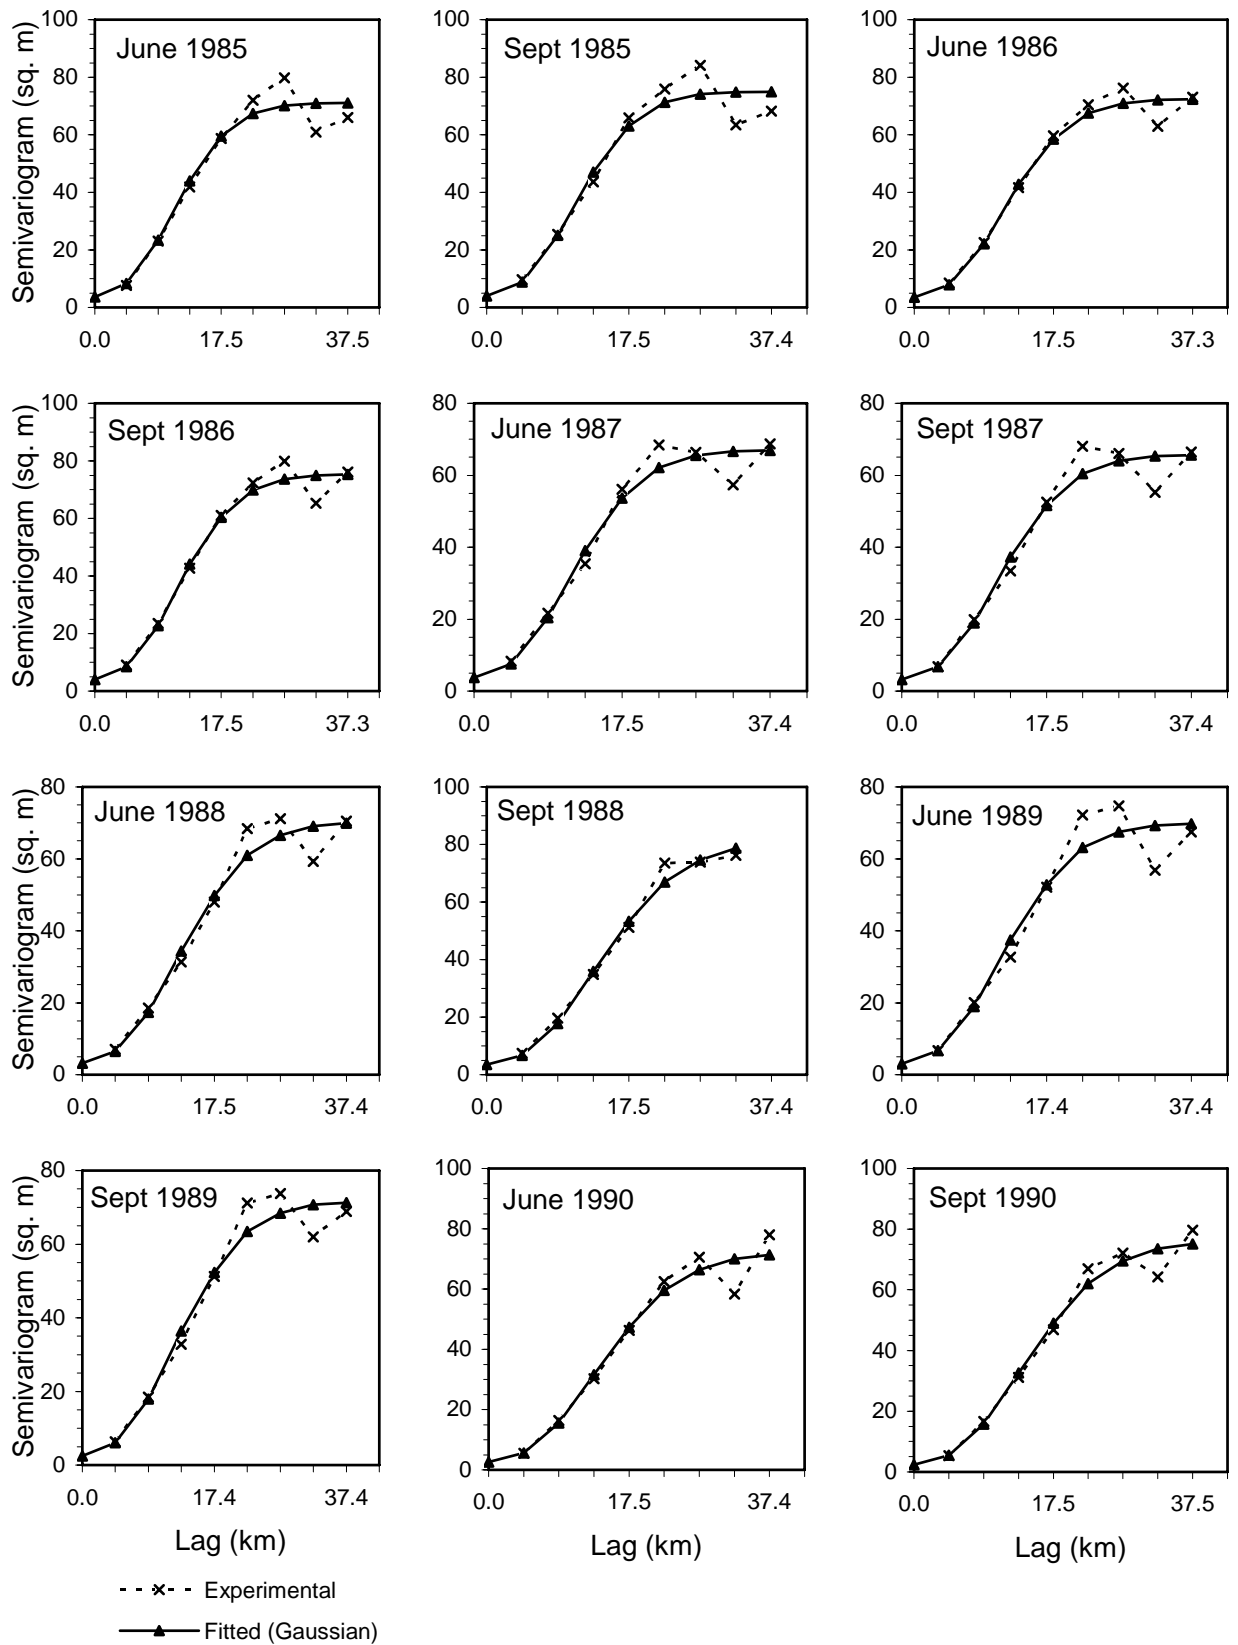 June 1985
Semivariogram (sq. m)
100
80
60
40
20
0
0.0 17.5 37.5
Sept 1985
100
80
60
40
20
0
0.0 17.5 37.4
June 1986
100
80
60
40
20
0
0.0 17.5 37.3
Sept 1986
Semivariogram (sq. m)
100
80
60
40
20
0
0.0 17.5 37.3
June 1987
80
60
40
20
0
0.0 17.5 37.4
Sept 1987
80
60
40
20
0
0.0 17.5 37.4
June 1988
Semivariogram (sq. m)
80
60
40
20
0
0.0 17.5 37.4
Sept 1988
100
80
60
40
20
0
0.0 17.5 37.4
June 1989
80
60
40
20
0
0.0 17.4 37.4
Sept 1989
Semivariogram (sq. m)
80
60
40
20
0
0.0 17.4 37.4
Lag (km)
June 1990
100
80
60
40
20
0
0.0 17.5 37.4
Lag (km)
Sept 1990
100
80
60
40
20
0
0.0 17.5 37.5
Lag (km)
Experimental
Fitted (Gaussian)